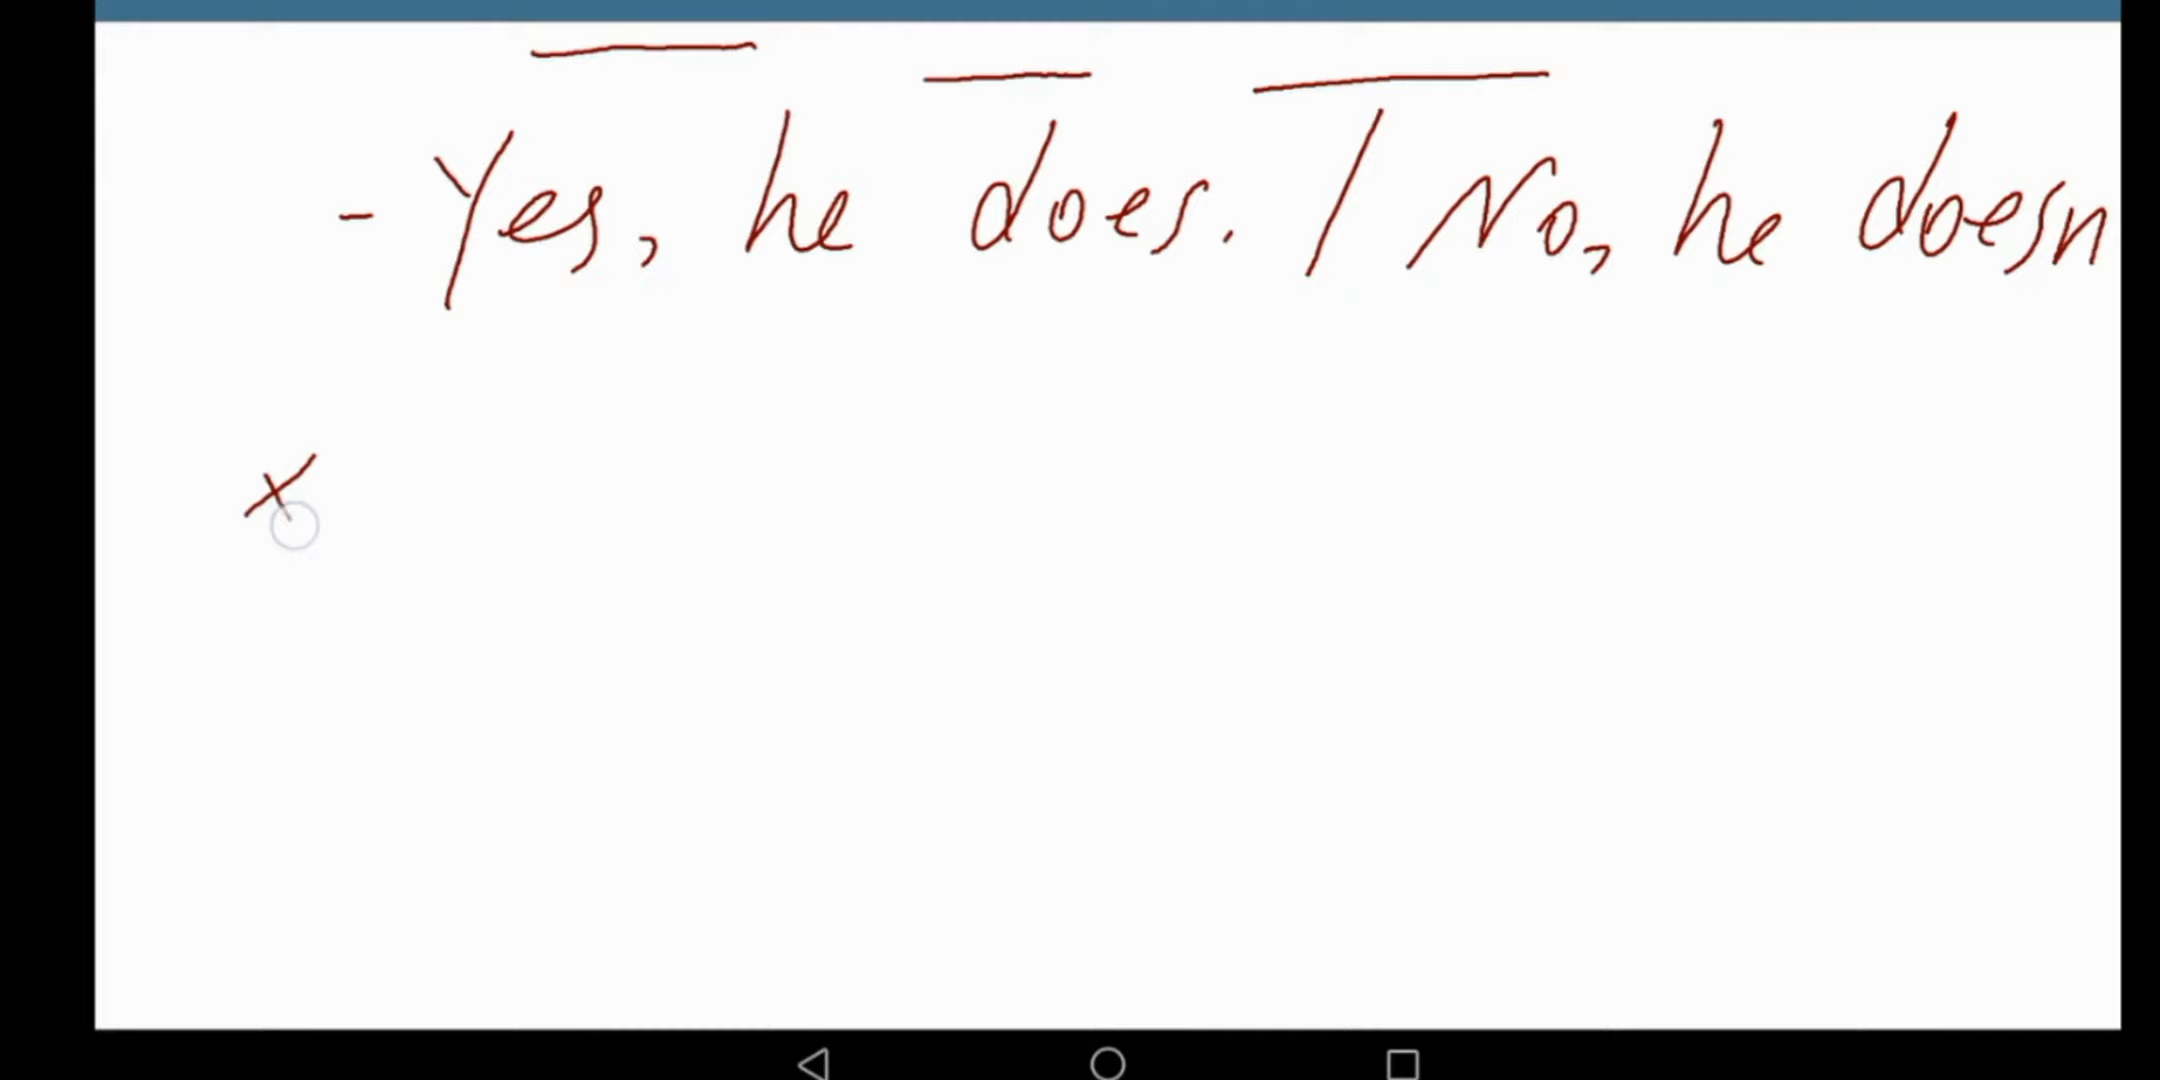 - Yes, he does. / No, he doesn
x